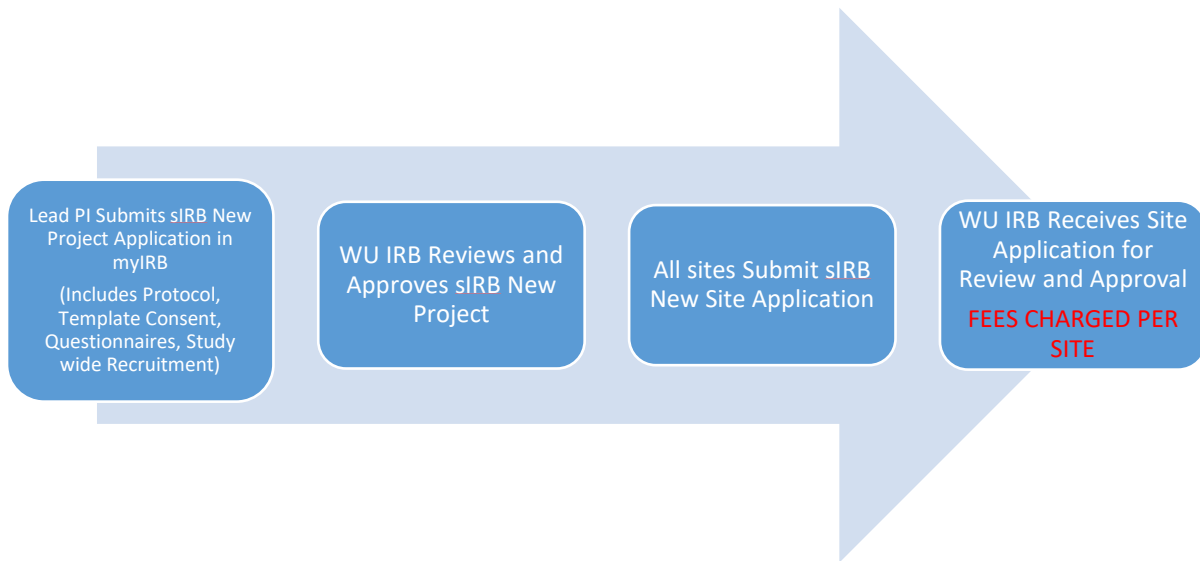 Lead PI Submits sIRB New
Project Application in
myIRB
(Includes Protocol,
Template Consent,
Questionnaires, Study
wide Recruitment)
WU IRB Reviews and
Approves sIRB New
Project
All sites Submit sIRB
New Site Application
WU IRB Receives Site
Application for
Review and Approval
FEES CHARGED PER
SITE